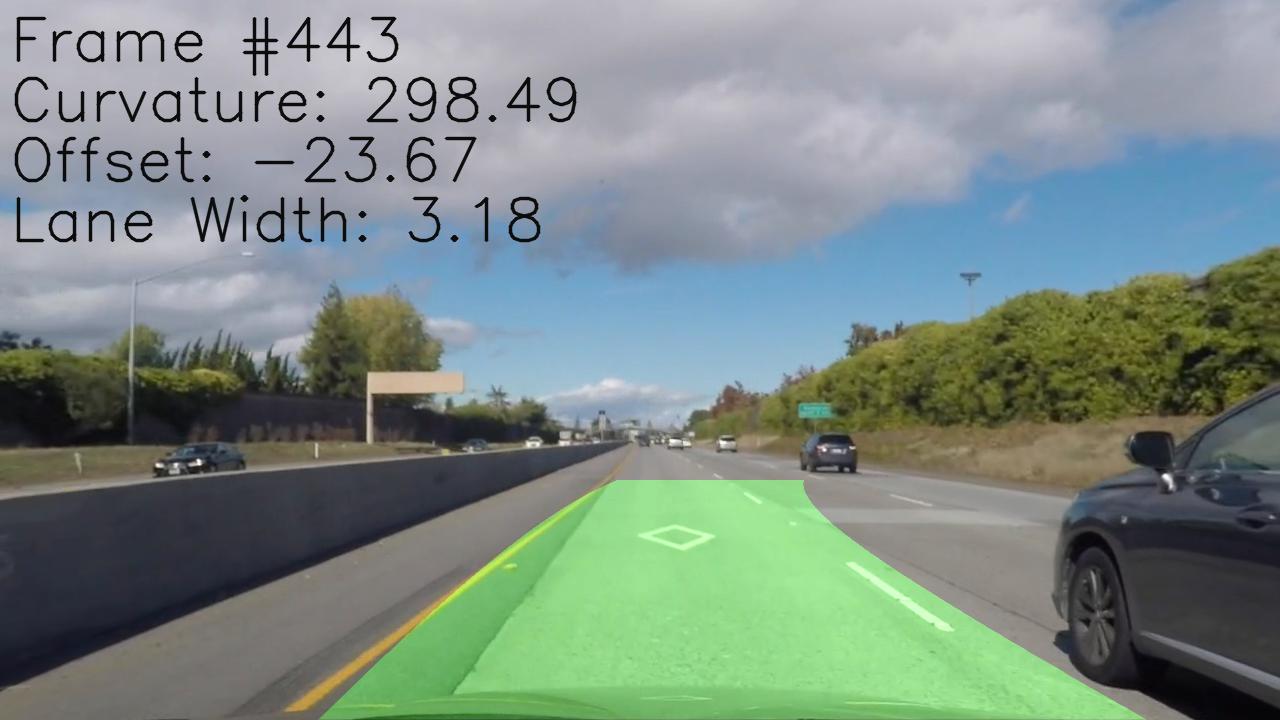 Frame #443
Curvature: 298.49
Offset: -23.67
Lane Width: 3.18